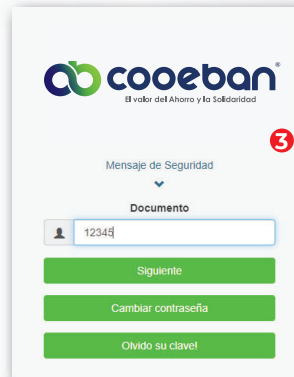 cooeban®
El valor del Ahorro y la Solidaridad
3
Mensaje de Seguridad
Documento
12345
Siguiente
Cambiar contraseña
Olvido su clave!